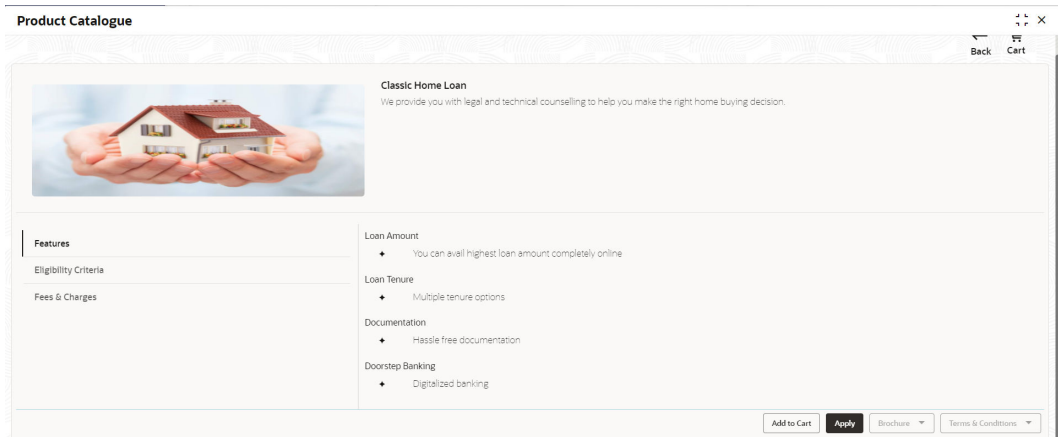 Product Catalogue
Back Cart
Classic Home Loan
We provide you with legal and technical counselling to help you make the right home buying decision.
Features
Eligibility Criteria
Fees & Charges
Loan Amount
You can avail highest loan amount completely online
Loan Tenure
Multiple tenure options
Documentation
Hassle free documentation
Doorstep Banking
Digitalized banking
Add to Cart Apply Brochure Terms & Conditions